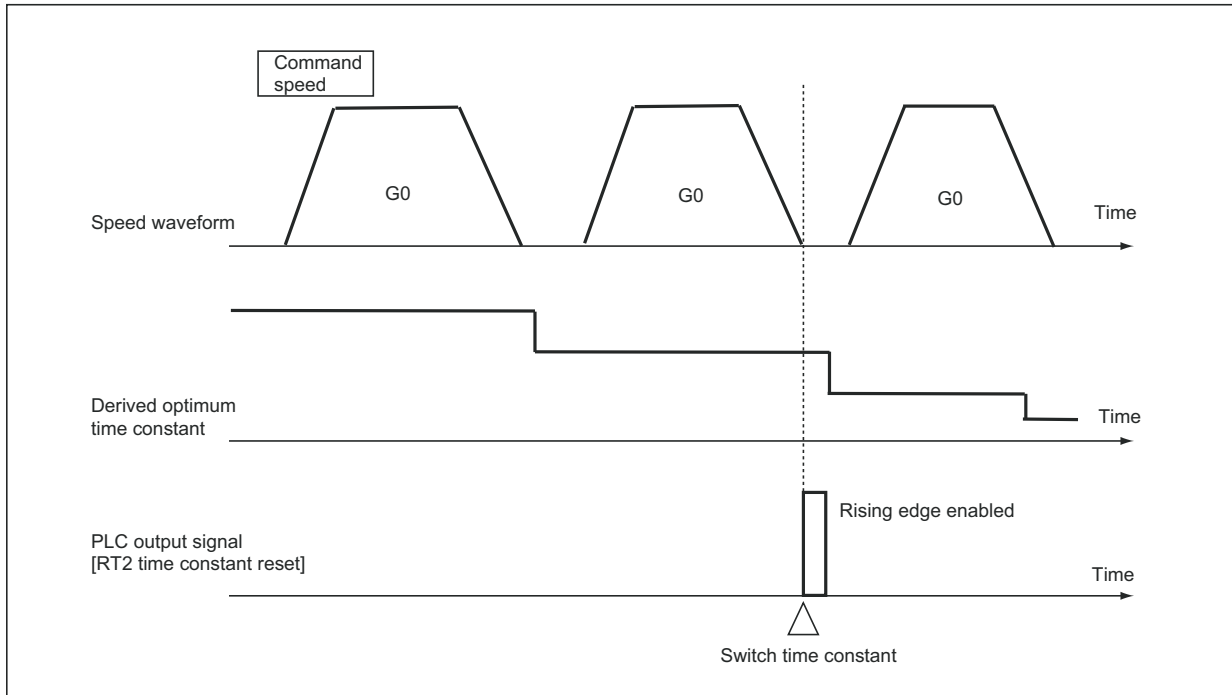 Command
speed
G0
G0
G0
Speed waveform
Time
Derived optimum
time constant
Time
Rising edge enabled
PLC output signal
[RT2 time constant reset]
Time
Switch time constant